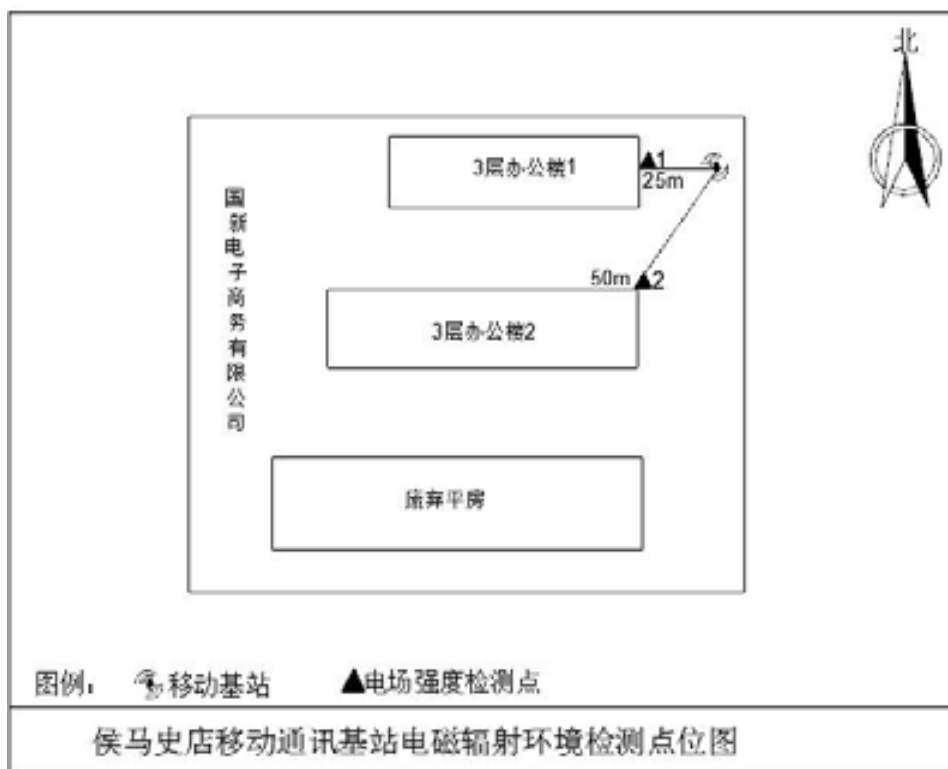 北
3层办公楼1
▲1
25m
国新电子商务有限公司
50m ▲2
3层办公楼2
废弃平房
图例： 移动基站 ▲电场强度检测点
侯马史店移动通讯基站电磁辐射环境检测点位图